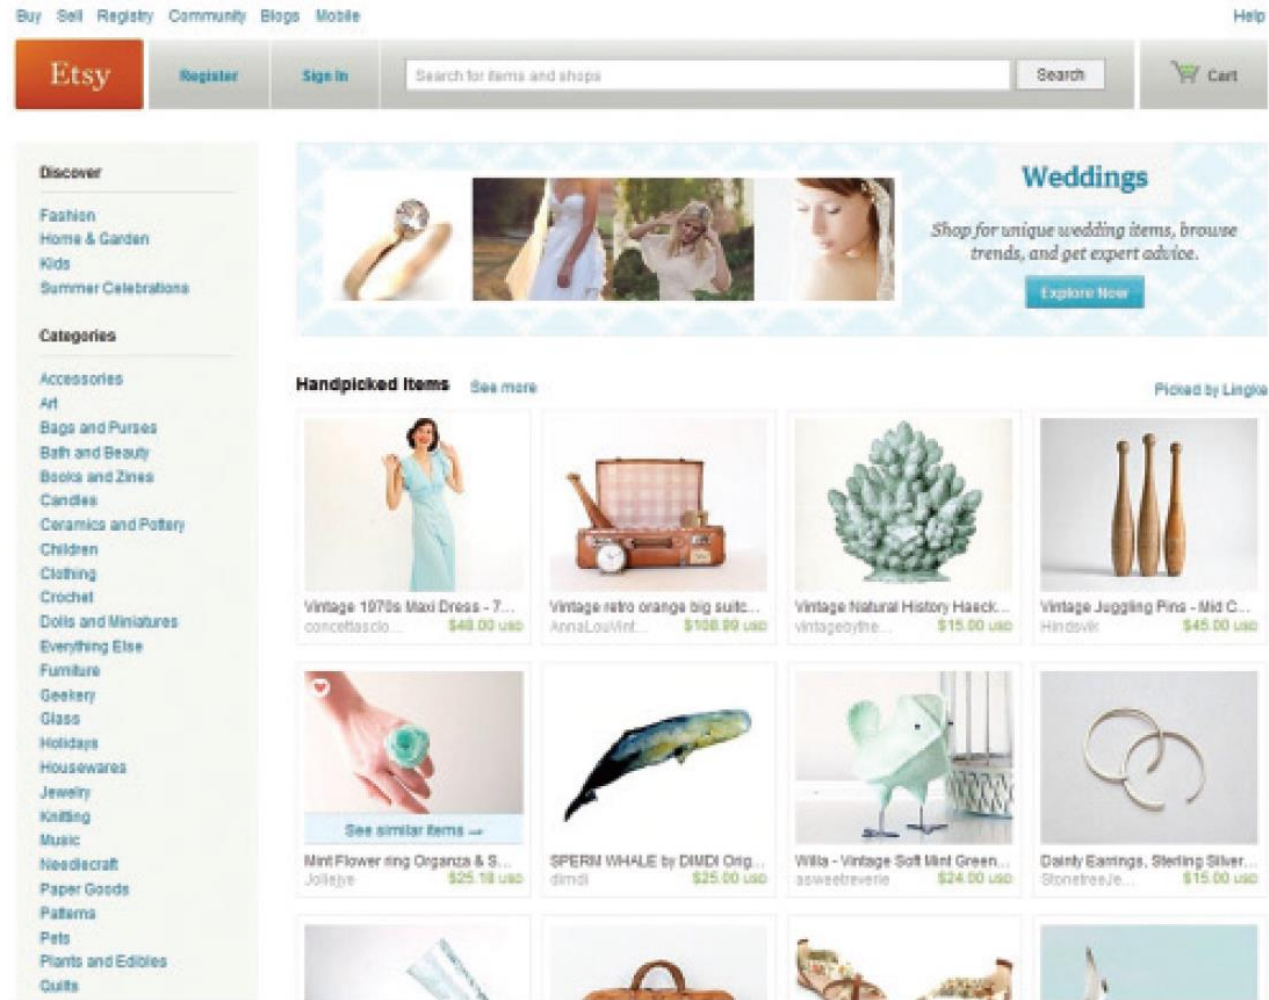 Buy Sell Registry Community Blogs Mobile
Help
Etsy
Register
Sign In
Search for items and shops
Search
Cart
Discover
Fashion
Home & Garden
Kids
Summer Celebrations
Categories
Accessories
Art
Bags and Purses
Bath and Beauty
Books and Zines
Candles
Ceramics and Pottery
Children
Clothing
Crochet
Dolls and Miniatures
Everything Else
Furniture
Geekery
Glass
Holidays
Housewares
Jewelry
Knitting
Music
Needlecraft
Paper Goods
Patterns
Pets
Plants and Edibles
Quilts
Weddings
Shop for unique wedding items, browse
trends, and get expert advice.
Explore Now
Handpicked Items See more
Picked by Lingke
Vintage 1970s Maxi Dress - 7...
concettasclo... $48.00 USD
Vintage retro orange big suitc...
AnnaLouVint... $108.99 USD
Vintage Natural History Haeck...
vintagebythe... $15.00 USD
Vintage Juggling Pins - Mid C...
Hindsvik $45.00 USD
See similar items →
Mint Flower ring Organza & S...
Joliejye $25.18 USD
SPERM WHALE by DIMDI Orig...
dimdi $25.00 USD
Willa - Vintage Soft Mint Green...
asweetreverie $24.00 USD
Dainty Earrings, Sterling Silver...
StonetreeJe... $15.00 USD